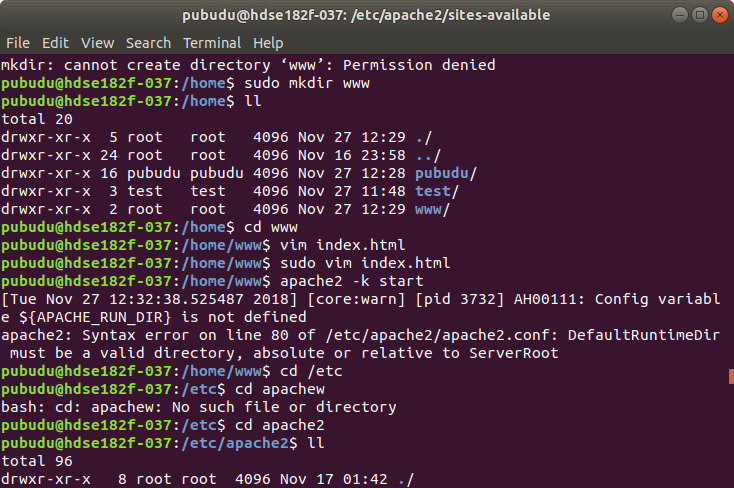 pubudu@hdse182f-037: /etc/apache2/sites-available
File Edit View Search Terminal Help
mkdir: cannot create directory ‘www’: Permission denied
pubudu@hdse182f-037:/home$ sudo mkdir www
pubudu@hdse182f-037:/home$ ll
total 20
drwxr-xr-x  5 root   root   4096 Nov 27 12:29 ./
drwxr-xr-x 24 root   root   4096 Nov 16 23:58 ../
drwxr-xr-x 16 pubudu pubudu 4096 Nov 27 12:28 pubudu/
drwxr-xr-x  3 test   test   4096 Nov 27 11:48 test/
drwxr-xr-x  2 root   root   4096 Nov 27 12:29 www/
pubudu@hdse182f-037:/home$ cd www
pubudu@hdse182f-037:/home/www$ vim index.html
pubudu@hdse182f-037:/home/www$ sudo vim index.html
pubudu@hdse182f-037:/home/www$ apache2 -k start
[Tue Nov 27 12:32:38.525487 2018] [core:warn] [pid 3732] AH00111: Config variabl
e ${APACHE_RUN_DIR} is not defined
apache2: Syntax error on line 80 of /etc/apache2/apache2.conf: DefaultRuntimeDir
 must be a valid directory, absolute or relative to ServerRoot
pubudu@hdse182f-037:/home/www$ cd /etc
pubudu@hdse182f-037:/etc$ cd apachew
bash: cd: apachew: No such file or directory
pubudu@hdse182f-037:/etc$ cd apache2
pubudu@hdse182f-037:/etc/apache2$ ll
total 96
drwxr-xr-x   8 root root  4096 Nov 17 01:42 ./